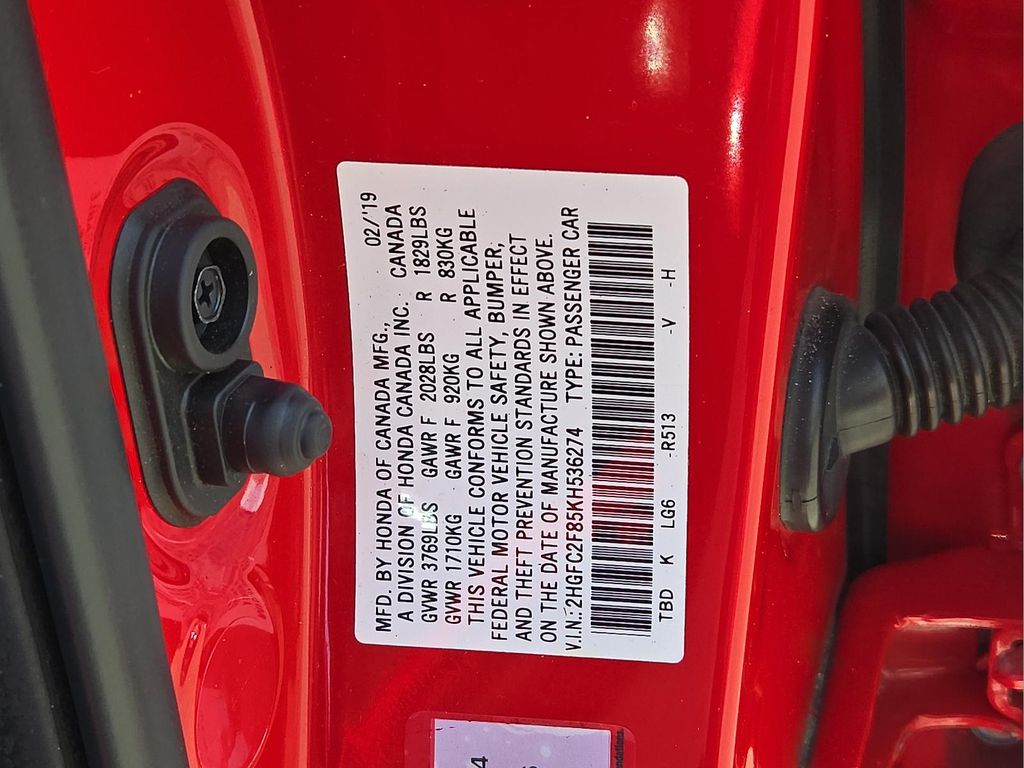 MFD. BY HONDA OF CANADA MFG., 02/'19
A DIVISION OF HONDA CANADA INC. CANADA
GVWR 3769LBS GAWR F 2028LBS R 1829LBS
GVWR 1710KG GAWR F 920KG R 830KG
THIS VEHICLE CONFORMS TO ALL APPLICABLE
FEDERAL MOTOR VEHICLE SAFETY, BUMPER,
AND THEFT PREVENTION STANDARDS IN EFFECT
ON THE DATE OF MANUFACTURE SHOWN ABOVE.
V.I.N.:2HGFC2F85KH536274 TYPE: PASSENGER CAR
TBD K LG6 -R513 -V -H